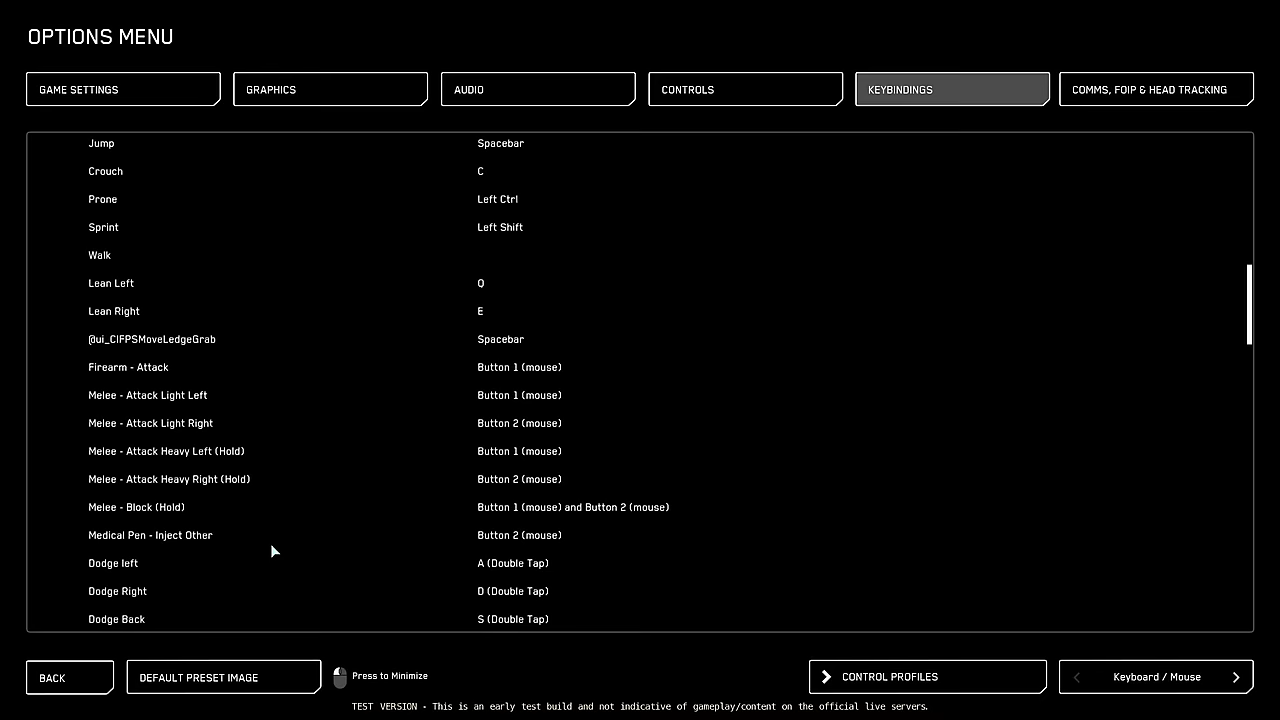 OPTIONS MENU
GAME SETTINGS GRAPHICS AUDIO CONTROLS KEYBINDINGS COMMS, FOIP & HEAD TRACKING
Jump Spacebar
Crouch C
Prone Left Ctrl
Sprint Left Shift
Walk
Lean Left Q
Lean Right E
@ui_CIFPSMoveLedgeGrab Spacebar
Firearm - Attack Button 1 (mouse)
Melee - Attack Light Left Button 1 (mouse)
Melee - Attack Light Right Button 2 (mouse)
Melee - Attack Heavy Left (Hold) Button 1 (mouse)
Melee - Attack Heavy Right (Hold) Button 2 (mouse)
Melee - Block (Hold) Button 1 (mouse) and Button 2 (mouse)
Medical Pen - Inject Other Button 2 (mouse)
Dodge left A (Double Tap)
Dodge Right D (Double Tap)
Dodge Back S (Double Tap)
BACK DEFAULT PRESET IMAGE Press to Minimize CONTROL PROFILES Keyboard / Mouse
TEST VERSION - This is an early test build and not indicative of gameplay/content on the official live servers.